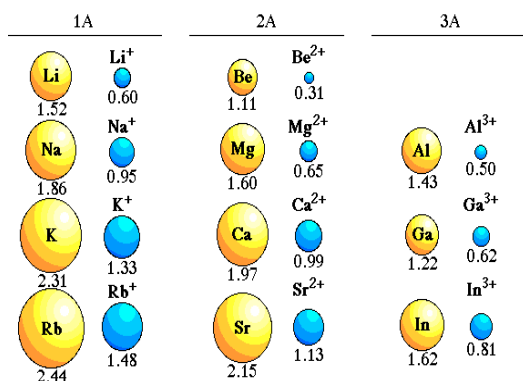 1A 2A 3A
Li⁺ Be²⁺
Li Be
1.52 0.60 1.11 0.31
Na⁺ Mg²⁺ Al³⁺
Na Mg Al
1.86 0.95 1.60 0.65 1.43 0.50
K⁺ Ca²⁺ Ga³⁺
K Ca Ga
2.31 1.33 1.97 0.99 1.22 0.62
Rb⁺ Sr²⁺ In³⁺
Rb Sr In
2.44 1.48 2.15 1.13 1.62 0.81